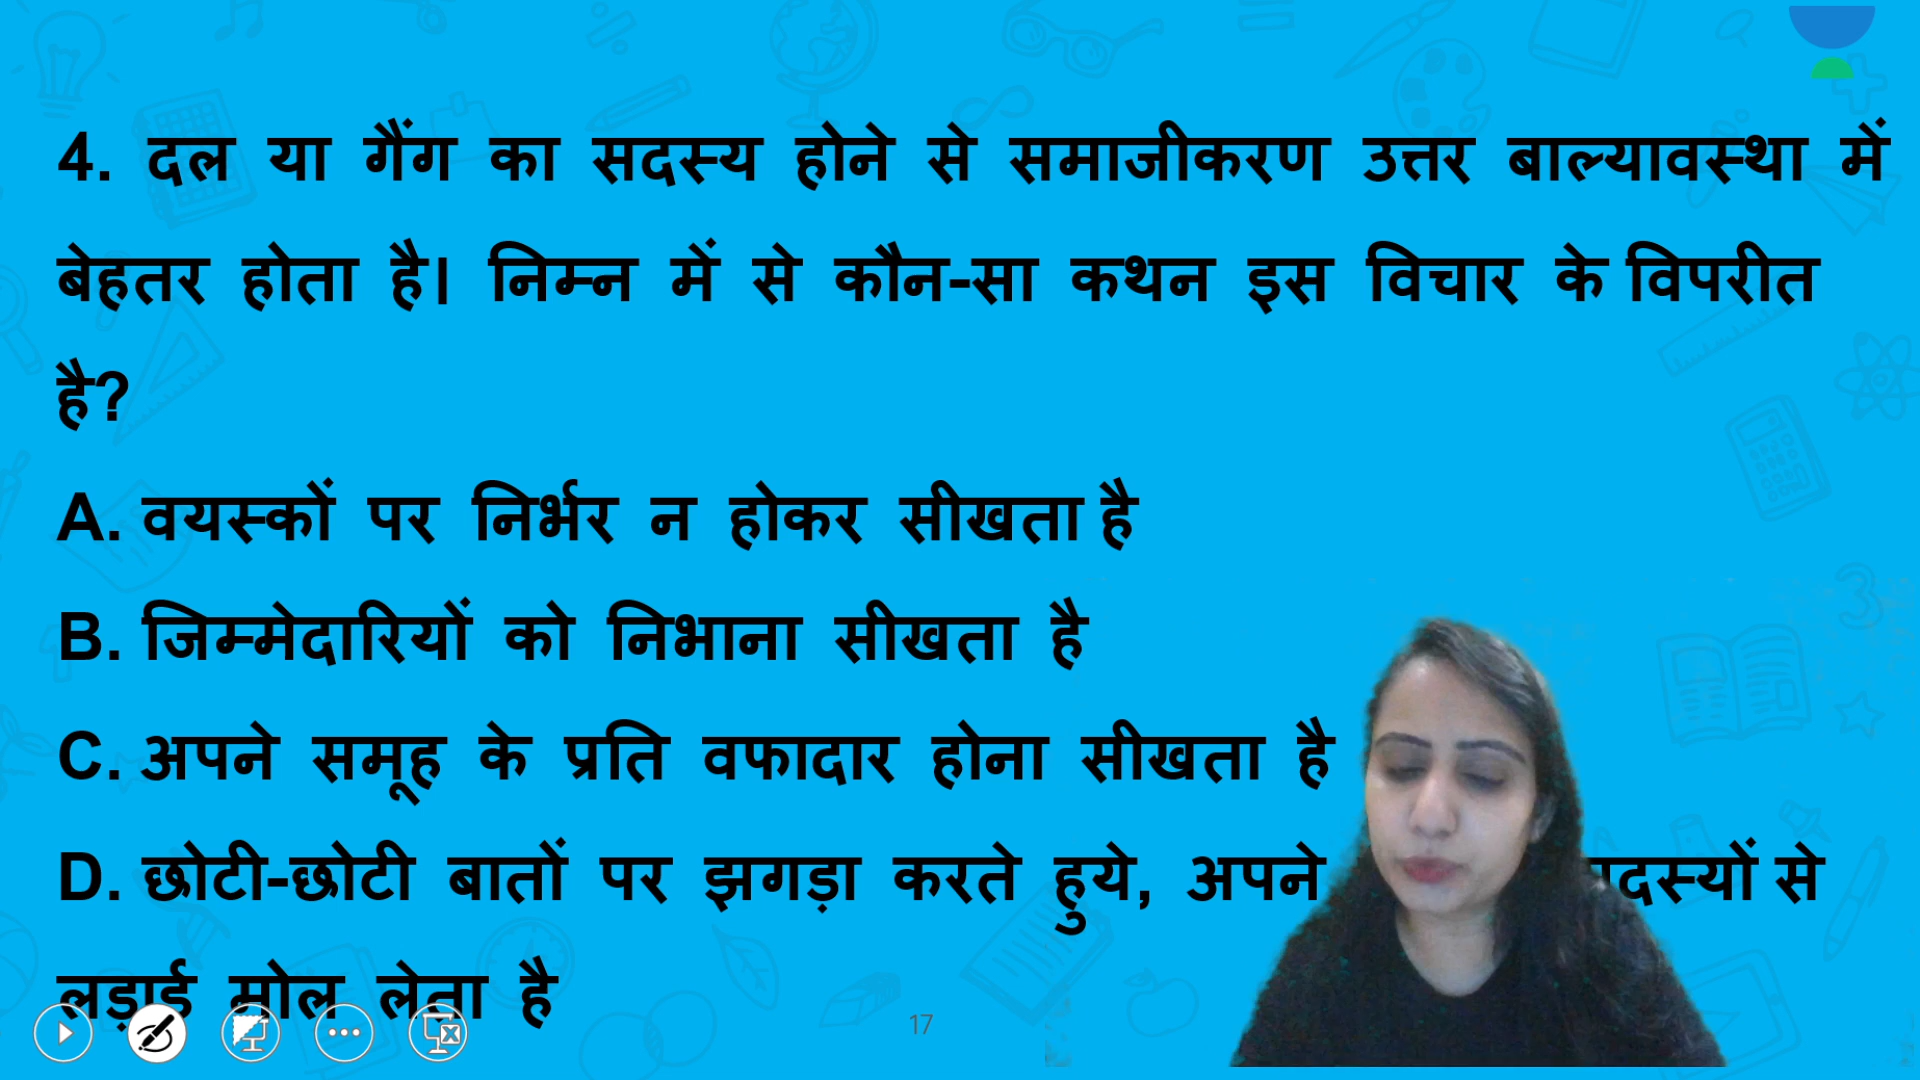 4. दल या गैंग का सदस्य होने से समाजीकरण उत्तर बाल्यावस्था में
बेहतर होता है। निम्न में से कौन-सा कथन इस विचार के विपरीत
है?
A. वयस्कों पर निर्भर न होकर सीखता है
B. जिम्मेदारियों को निभाना सीखता है
C. अपने समूह के प्रति वफादार होना सीखता है
D. छोटी-छोटी बातों पर झगड़ा करते हुये, अपने से
लड़ाई मोल लेता है
17